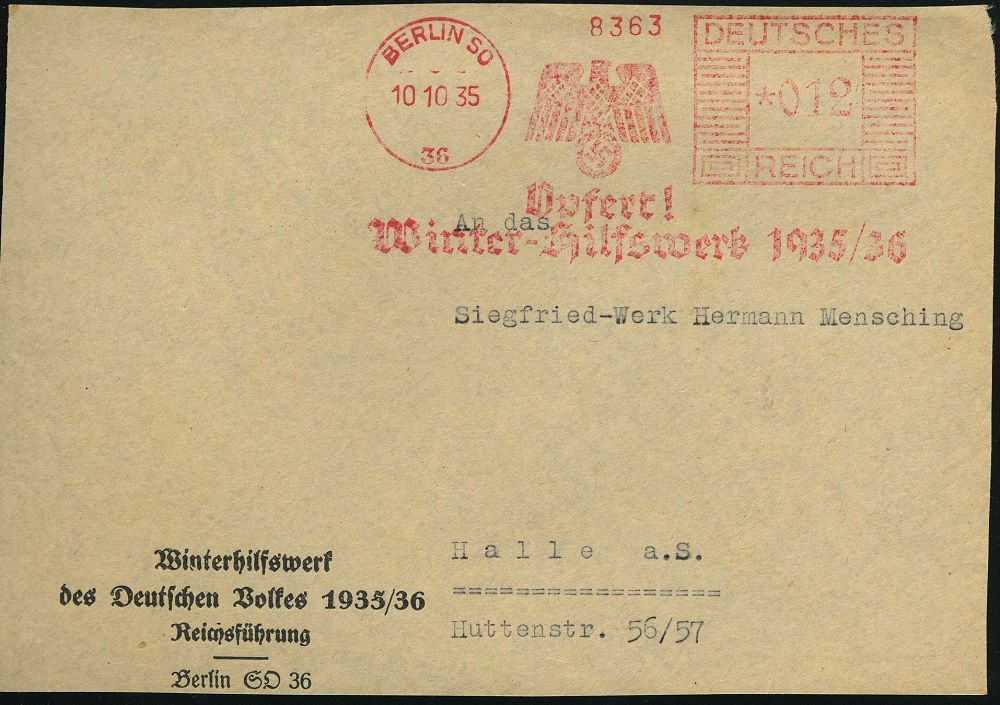 BERLIN SO
10 10 35
36
8363
DEUTSCHES
*012
REICH
Opfert!
Winter-Hilfswerk 1935/36
An das
Siegfried-Werk Hermann Mensching
Halle a.S.
=================
Huttenstr. 56/57
Winterhilfswerk
des Deutschen Volkes 1935/36
Reichsführung
Berlin SO 36